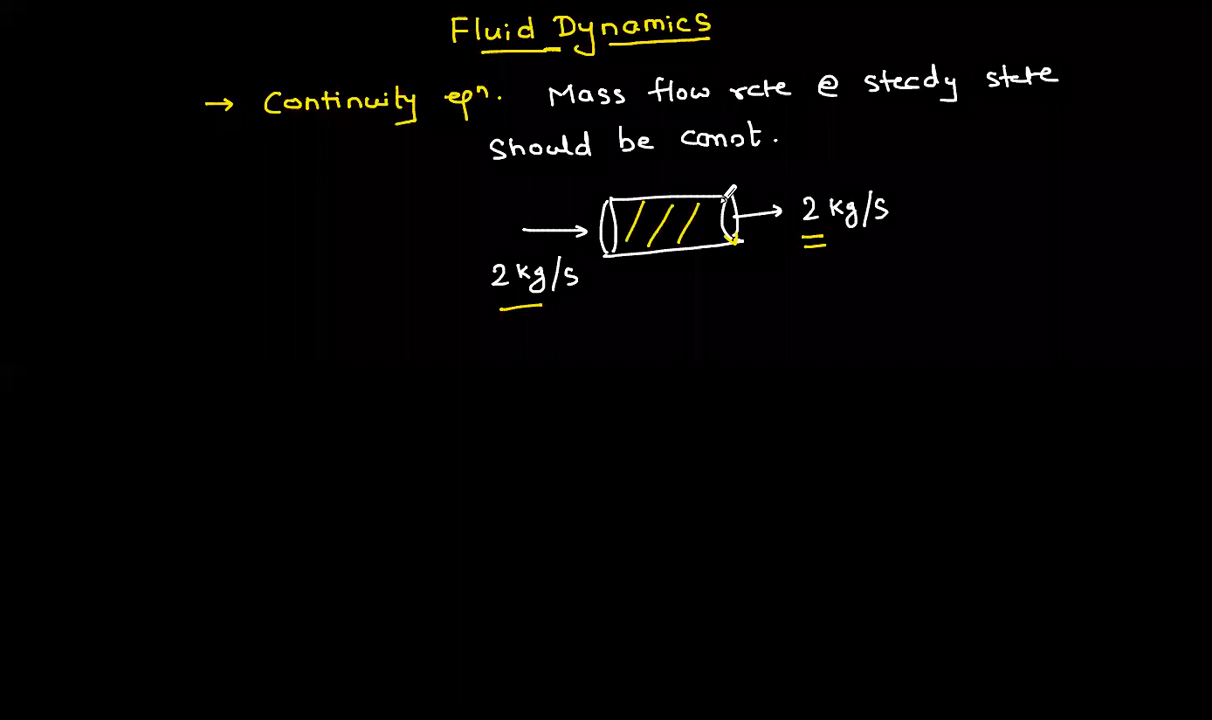 Fluid Dynamics
→ Continuity eqⁿ. Mass flow rate @ steady state
should be const.
2 kg/s
2 kg/s